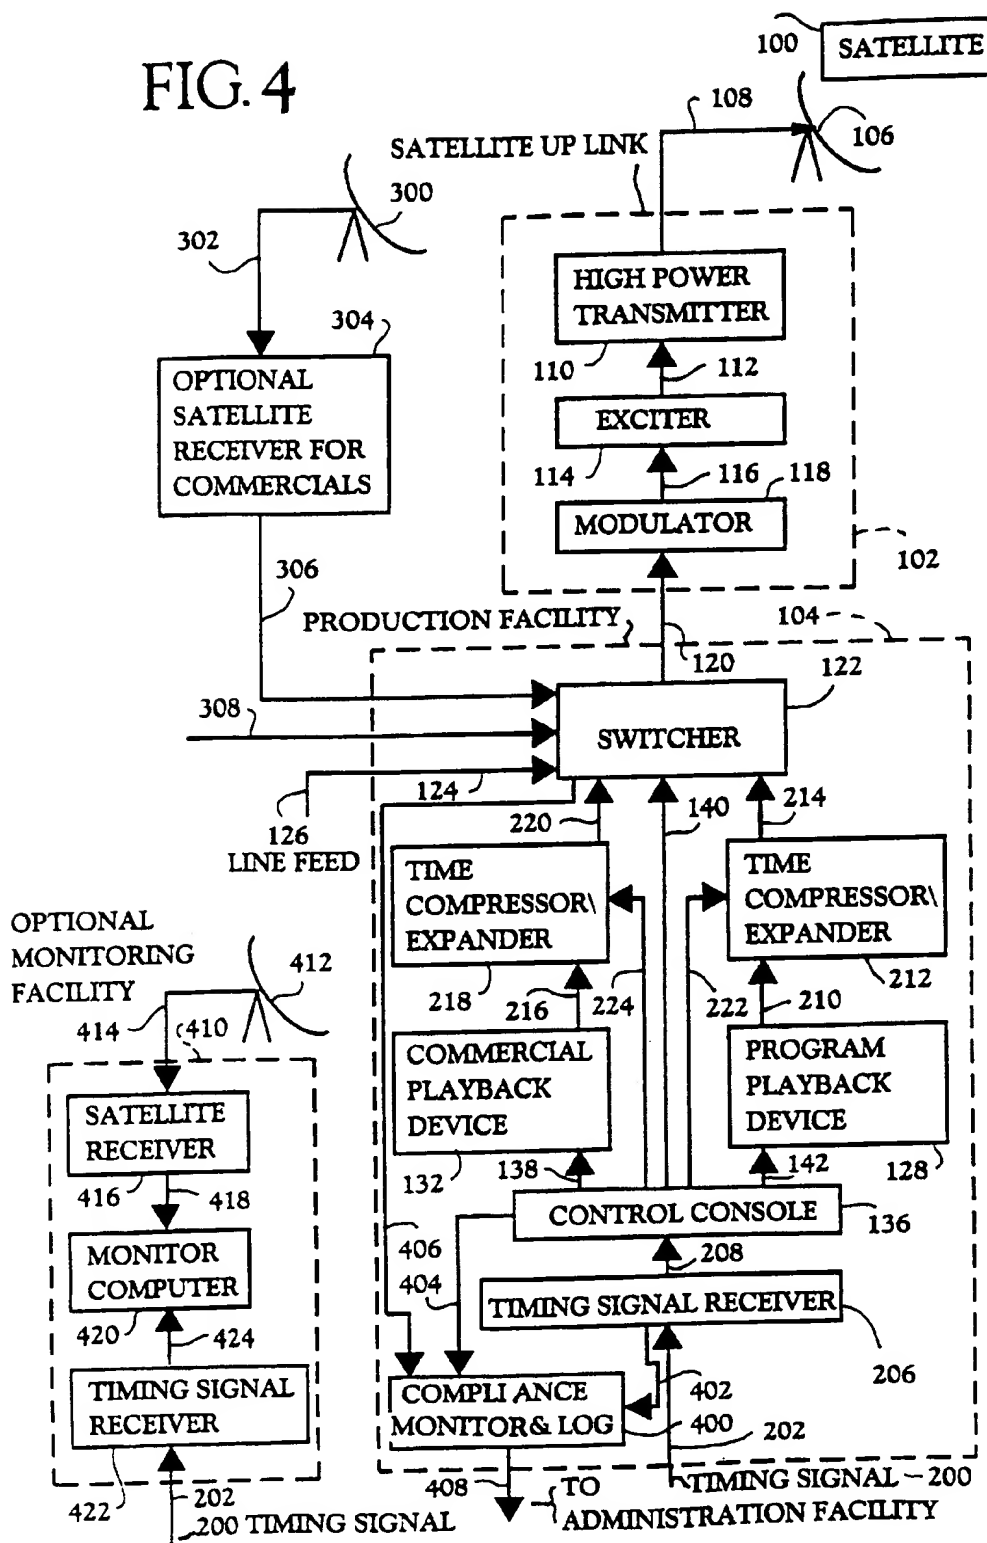 FIG. 4
100
SATELLITE
108
106
SATELLITE UP LINK
300
302
304
OPTIONAL
SATELLITE
RECEIVER FOR
COMMERCIALS
HIGH POWER
TRANSMITTER
110
112
EXCITER
114
116
118
MODULATOR
102
306
PRODUCTION FACILITY
104
120
122
308
SWITCHER
124
126
LINE FEED
220
140
214
TIME
COMPRESSOR\
EXPANDER
TIME
COMPRESSOR\
EXPANDER
218
216
224
222
210
212
OPTIONAL
MONITORING
FACILITY
412
414
410
COMMERCIAL
PLAYBACK
DEVICE
PROGRAM
PLAYBACK
DEVICE
132
138
142
128
SATELLITE
RECEIVER
416
418
CONTROL CONSOLE
136
406
404
208
MONITOR
COMPUTER
420
424
TIMING SIGNAL RECEIVER
206
TIMING SIGNAL
RECEIVER
402
COMPLIANCE
MONITOR & LOG
400
202
422
202
200 TIMING SIGNAL
408
TO
ADMINISTRATION FACILITY
TIMING SIGNAL 200